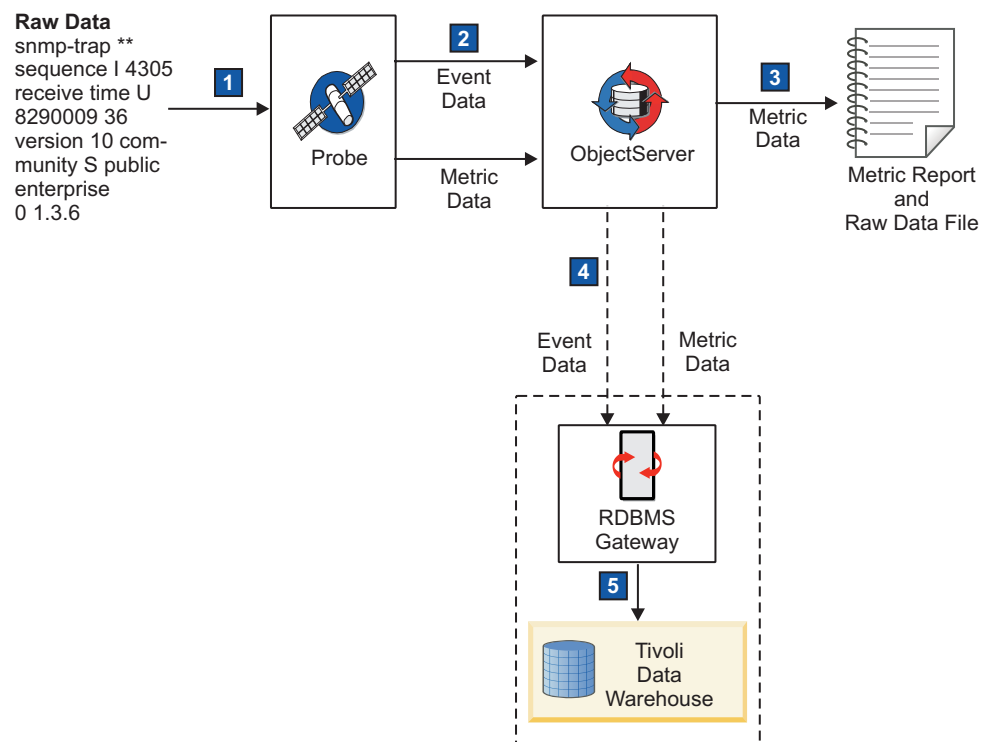 Raw Data
snmp-trap **
sequence I 4305
receive time U
8290009 36
version 10 com-
munity S public
enterprise
0 1.3.6
1
Probe
2
Event
Data
Metric
Data
ObjectServer
3
Metric
Data
Metric Report
and
Raw Data File
4
Event
Data
Metric
Data
RDBMS
Gateway
5
Tivoli
Data
Warehouse